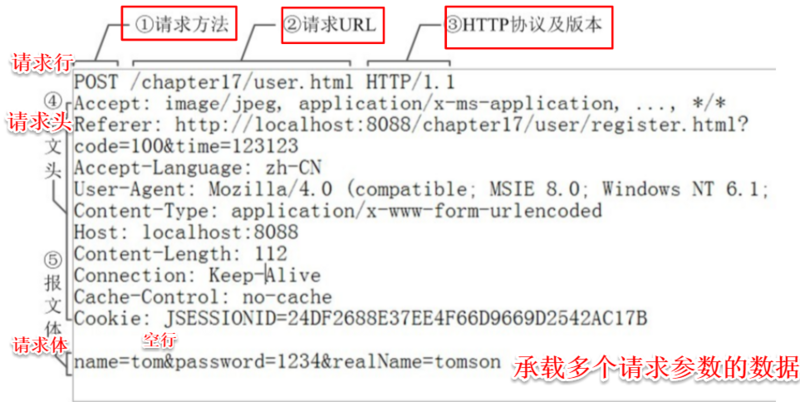 ①请求方法 ②请求URL ③HTTP协议及版本
请求行
POST /chapter17/user.html HTTP/1.1
④ Accept: image/jpeg, application/x-ms-application, ..., */*
请求头 Referer: http://localhost:8088/chapter17/user/register.html?
文 code=100&time=123123
头 Accept-Language: zh-CN
User-Agent: Mozilla/4.0 (compatible; MSIE 8.0; Windows NT 6.1;
Content-Type: application/x-www-form-urlencoded
Host: localhost:8088
⑤ Content-Length: 112
报 Connection: Keep-Alive
文 Cache-Control: no-cache
体 Cookie: JSESSIONID=24DF2688E37EE4F66D9669D2542AC17B
请求体 空行
name=tom&password=1234&realName=tomson 承载多个请求参数的数据